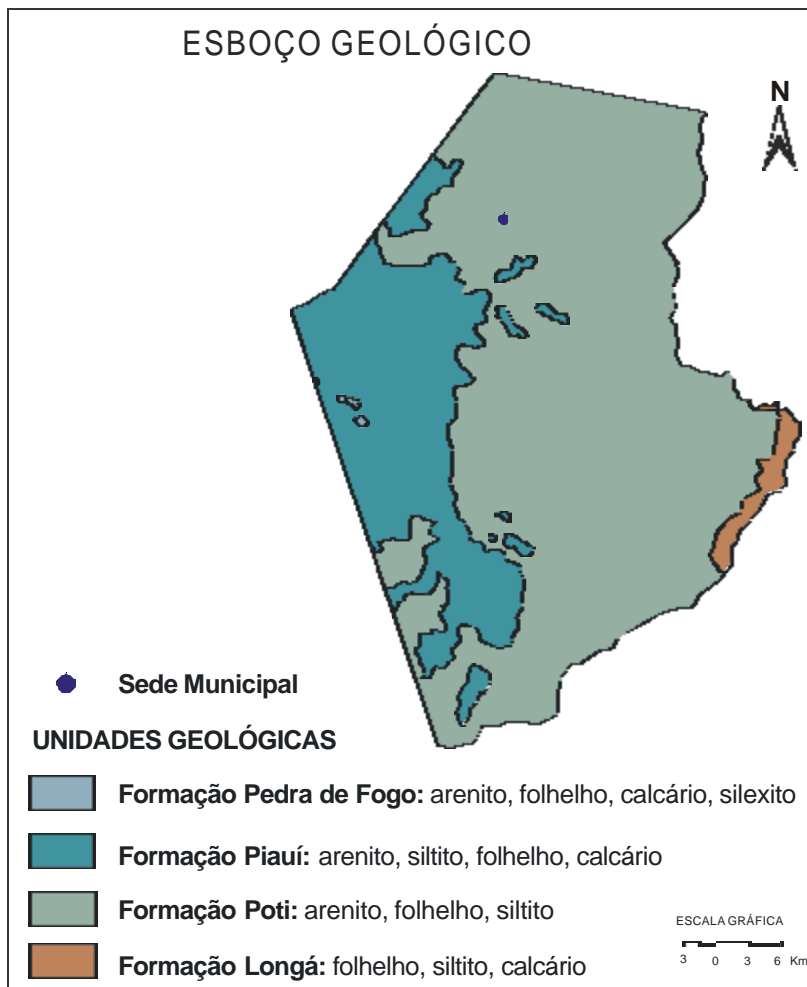 ESBOÇO GEOLÓGICO
N
Sede Municipal
UNIDADES GEOLÓGICAS
Formação Pedra de Fogo: arenito, folhelho, calcário, silexito
Formação Piauí: arenito, siltito, folhelho, calcário
Formação Poti: arenito, folhelho, siltito
Formação Longá: folhelho, siltito, calcário
ESCALA GRÁFICA
3 0 3 6 Km